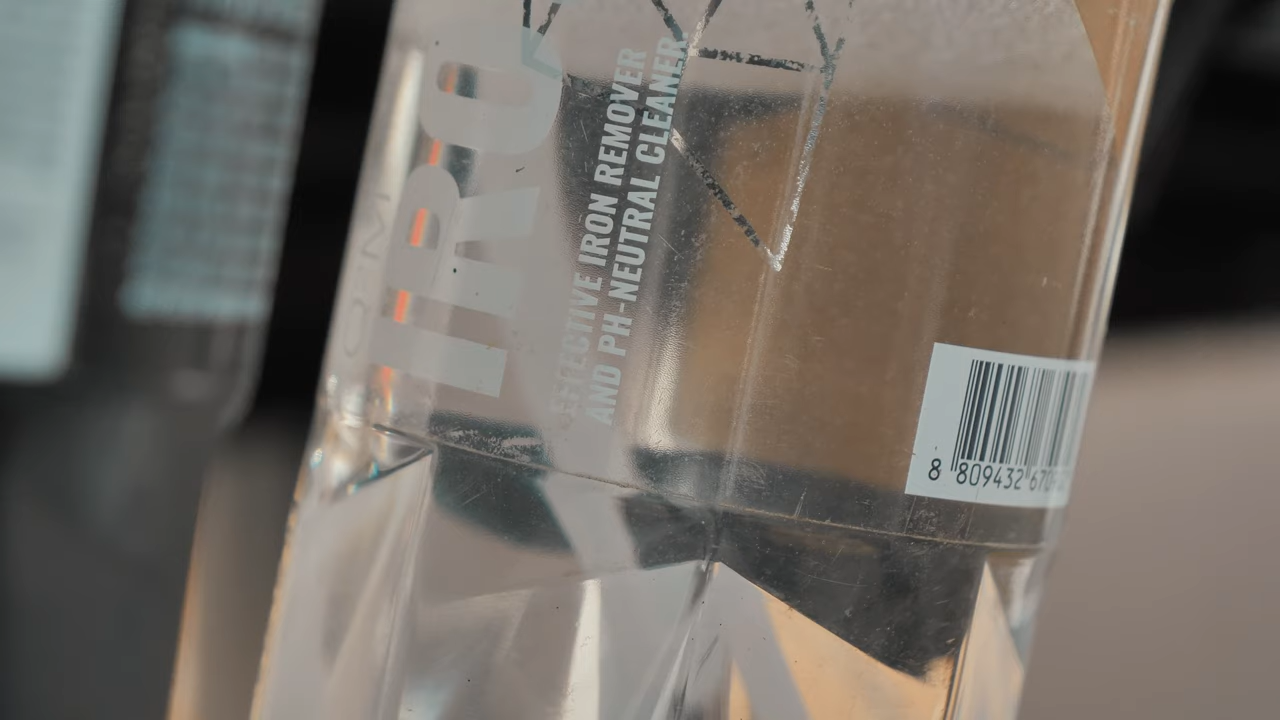 IRO
EFFECTIVE IRON REMOVER
AND PH-NEUTRAL CLEANER
8 809432